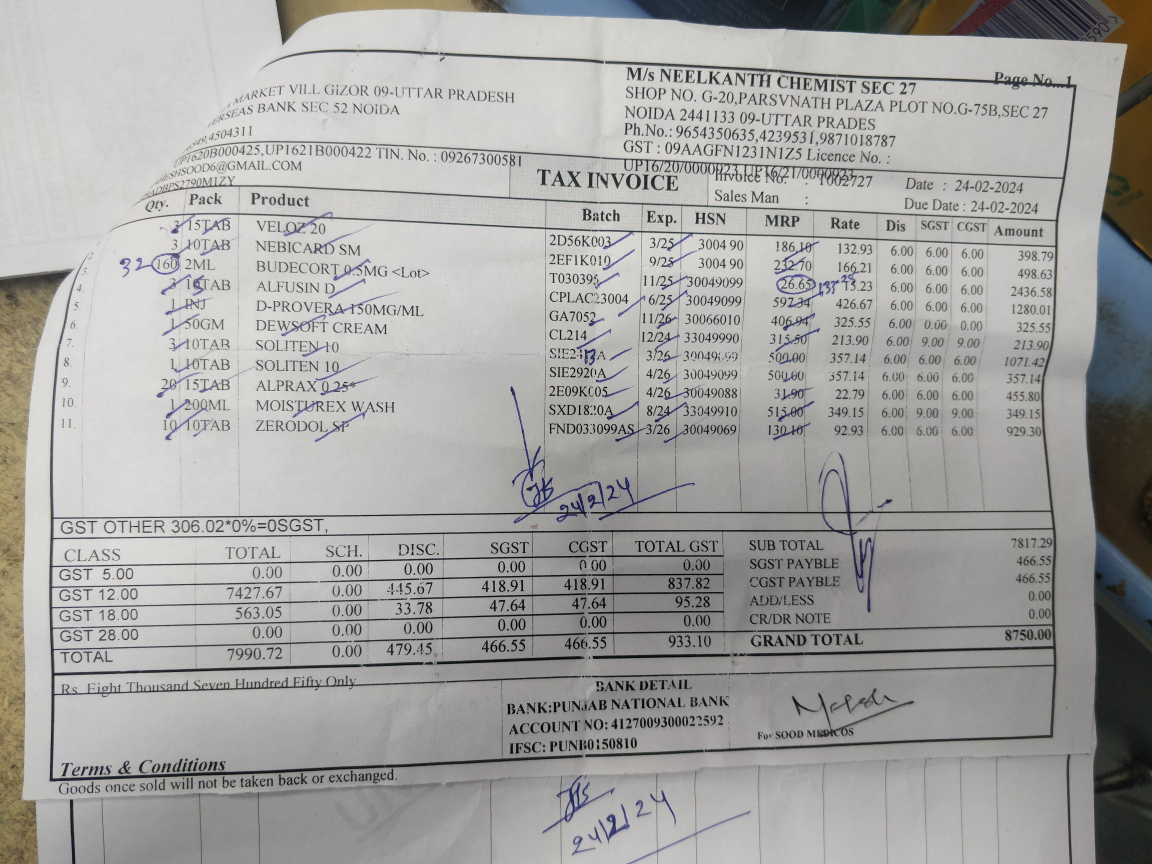 Page No...1
M/s NEELKANTH CHEMIST SEC 27
SHOP NO. G-20,PARSVNATH PLAZA PLOT NO.G-75B,SEC 27
NOIDA 2441133 09-UTTAR PRADES
Ph.No.: 9654350635,4239531,9871018787
GST : 09AAGFN1231N1Z5 Licence No. :
UP16/20/0000923,UP16/21/0000923
MARKET VILL GIZOR 09-UTTAR PRADESH
BANK SEC 52 NOIDA
4504311
UP1620B000425,UP1621B000422 TIN. No. : 09267300581
TAX INVOICE
Invoice No. : 1002727 Date : 24-02-2024
Sales Man : Due Date : 24-02-2024
Qty. Pack Product Batch Exp. HSN MRP Rate Dis SGST CGST Amount
15TAB VELOZ 20 2D56K003 3/25 3004 90 186.10 132.93 6.00 6.00 6.00 398.79
3 10TAB NEBICARD SM 2EF1K010 9/25 3004 90 232.70 166.21 6.00 6.00 6.00 498.63
32 160 2ML BUDECORT 0.5MG <Lot> T030395 11/25 30049099 26.65 .23 6.00 6.00 6.00 2436.58
3 ALFUSIN D CPLAC23004 6/25 30049099 597.34 426.67 6.00 6.00 6.00 1280.01
5. 1 INJ D-PROVERA 150MG/ML GA7052 11/26 30066010 406.94 325.55 6.00 0.00 0.00 325.55
6. 1 50GM DEWSOFT CREAM CL214 12/24 33049990 315.50 213.90 6.00 9.00 9.00 213.90
7. 3 10TAB SOLITEN 10 3/26 500.00 357.14 6.00 6.00 6.00 1071.42
8. 1 10TAB SOLITEN 10 SIE2920A 4/26 30049099 500.00 357.14 6.00 6.00 6.00 357.14
9. 20 15TAB ALPRAX 0.25* 2E09K005 4/26 30049088 31.90 22.79 6.00 6.00 6.00 455.80
10. 1 200ML MOISTUREX WASH SXD1820A 8/24 33049910 515.00 349.15 6.00 9.00 9.00 349.15
11. 10 10TAB ZERODOL SP FND033099AS 3/26 30049069 130.10 92.93 6.00 6.00 6.00 929.30
24/2/24
GST OTHER 306.02*0%=0SGST,
CLASS TOTAL SCH. DISC. SGST CGST TOTAL GST
GST 5.00 0.00 0.00 0.00 0.00 0.00 0.00
GST 12.00 7427.67 0.00 445.67 418.91 418.91 837.82
GST 18.00 563.05 0.00 33.78 47.64 47.64 95.28
GST 28.00 0.00 0.00 0.00 0.00 0.00 0.00
TOTAL 7990.72 0.00 479.45 466.55 466.55 933.10
SUB TOTAL 7817.29
SGST PAYBLE 466.55
CGST PAYBLE 466.55
ADD/LESS 0.00
CR/DR NOTE 0.00
GRAND TOTAL 8750.00
Rs. Eight Thousand Seven Hundred Fifty Only
BANK DETAIL
BANK:PUNJAB NATIONAL BANK
ACCOUNT NO: 4127009300022592
IFSC: PUNB0150810
For SOOD MEDICOS
Terms & Conditions
Goods once sold will not be taken back or exchanged.
24/2/24